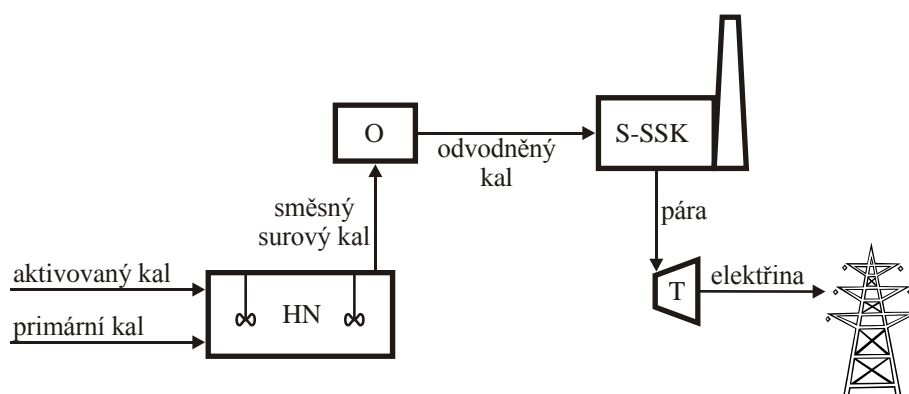 O
S-SSK
odvodněný
kal
směsný
surový kal
pára
aktivovaný kal
primární kal
HN
T
elektřina